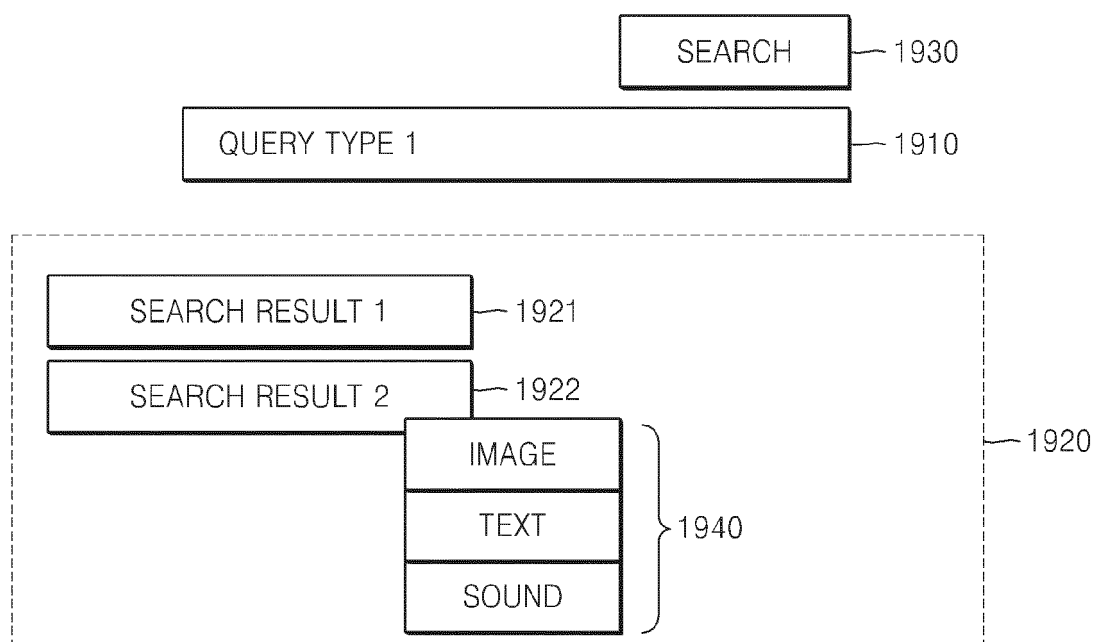 SEARCH 1930
QUERY TYPE 1 1910
SEARCH RESULT 1 1921
SEARCH RESULT 2 1922
IMAGE
1920
TEXT 1940
SOUND